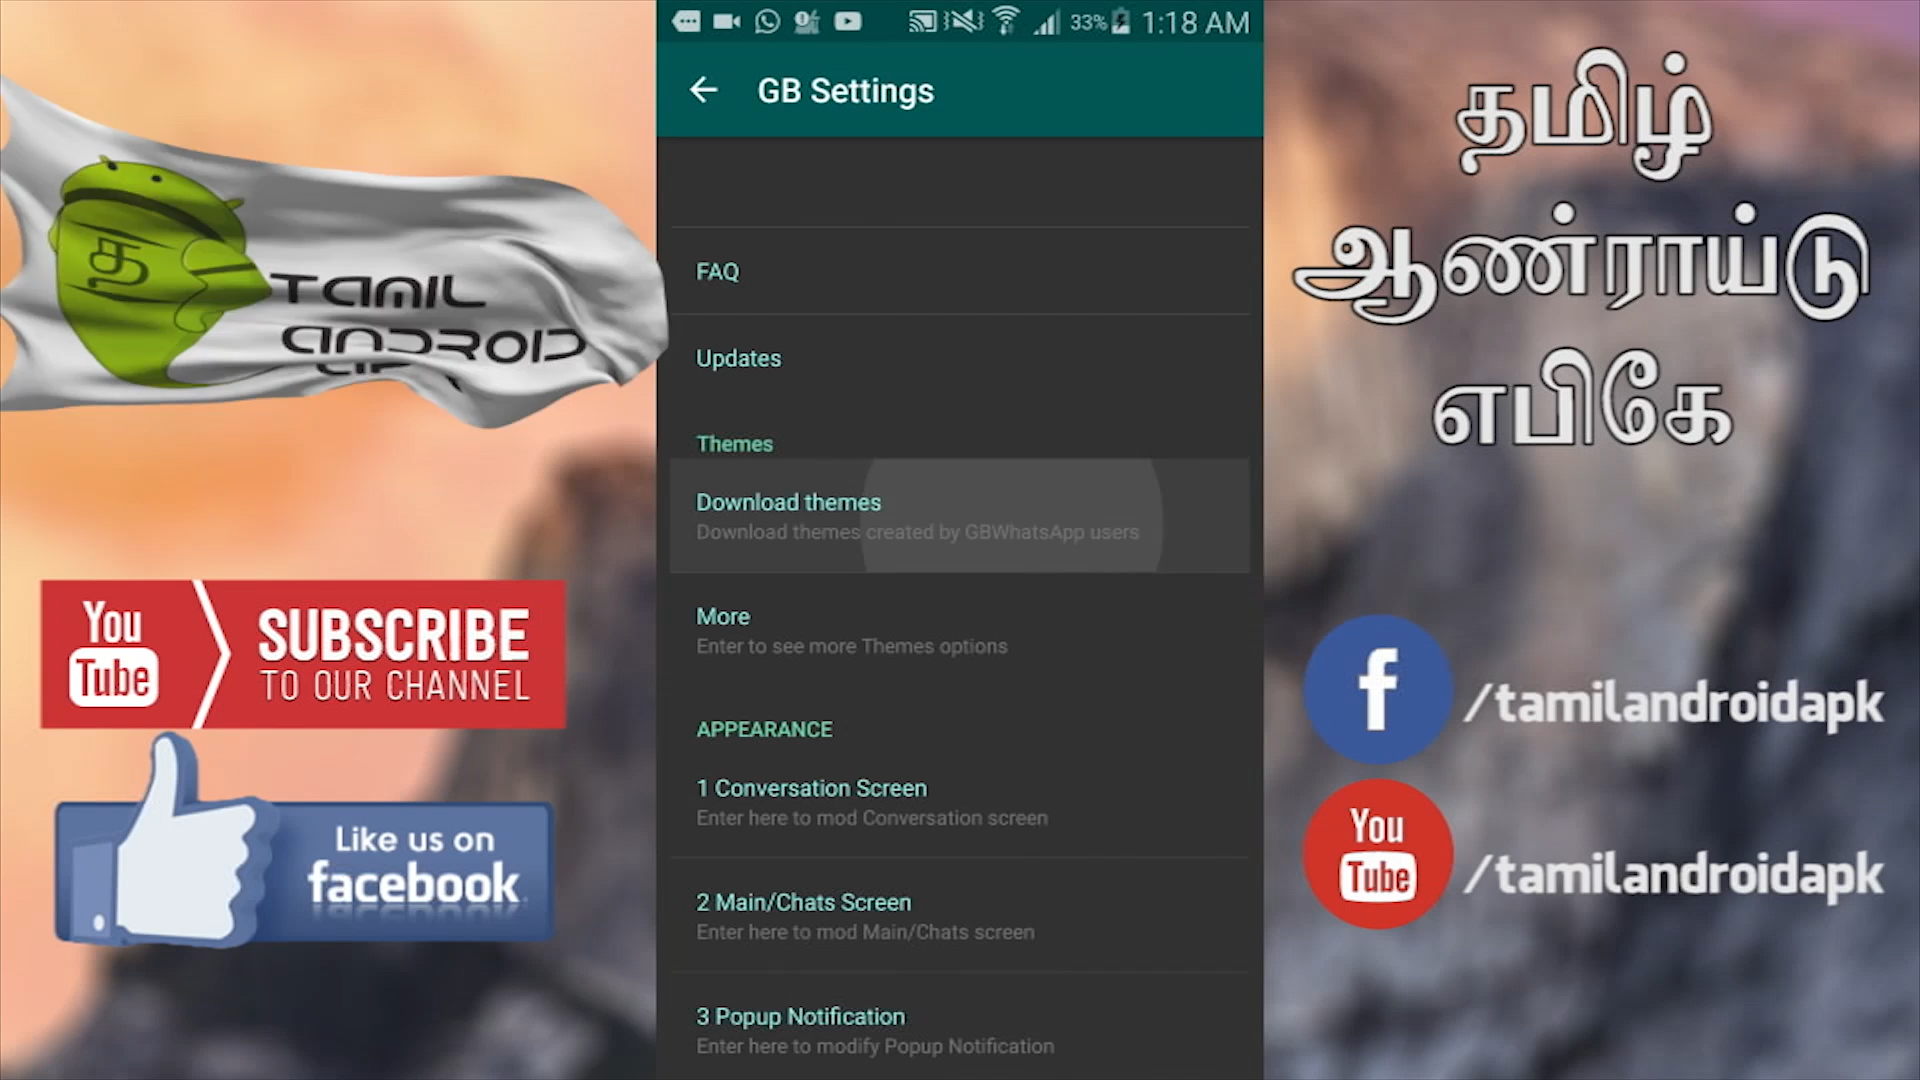 33% 1:18 AM
GB Settings
FAQ
Updates
Themes
Download themes
Download themes created by GBWhatsApp users
More
Enter to see more Themes options
APPEARANCE
1 Conversation Screen
Enter here to mod Conversation screen
2 Main/Chats Screen
Enter here to mod Main/Chats screen
3 Popup Notification
Enter here to modify Popup Notification
த
TAMIL
ANDROID
You
Tube
SUBSCRIBE
TO OUR CHANNEL
Like us on
facebook
தமிழ்
ஆண்ராய்டு
எபிகே
f /tamilandroidapk
You
Tube /tamilandroidapk